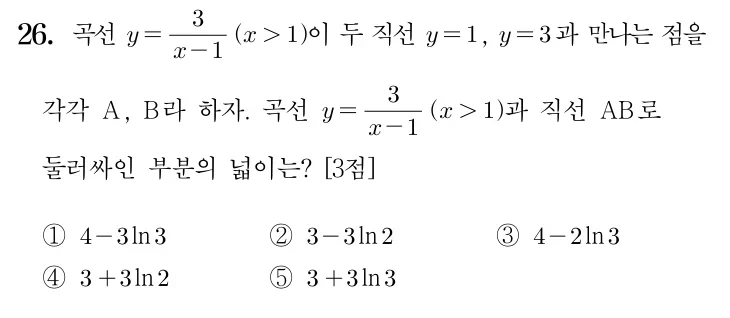 26. 곡선 y=3/(x-1) (x>1)이 두 직선 y=1, y=3과 만나는 점을
각각 A, B라 하자. 곡선 y=3/(x-1) (x>1)과 직선 AB로
둘러싸인 부분의 넓이는? [3점]
① 4-3ln3 ② 3-3ln2 ③ 4-2ln3
④ 3+3ln2 ⑤ 3+3ln3